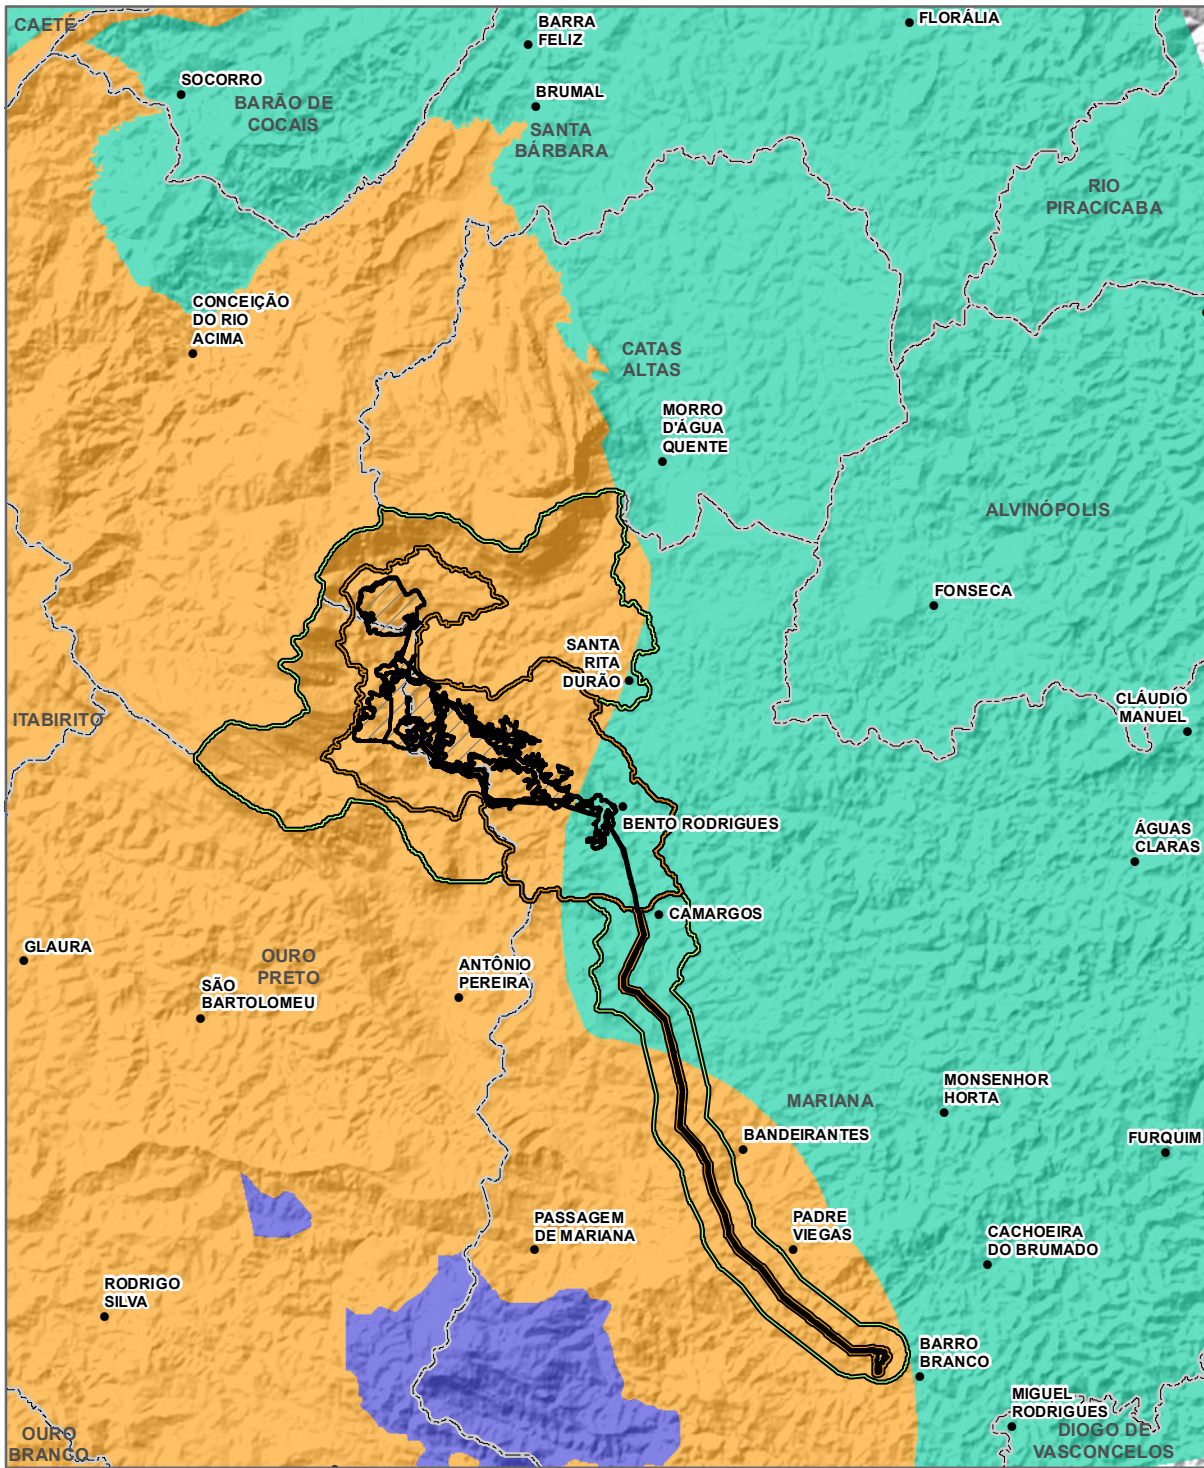 CAETÉ
BARRA
FELIZ
FLORÁLIA
SOCORRO
BARÃO DE
COCAIS
BRUMAL
SANTA
BÁRBARA
RIO
PIRACICABA
CONCEIÇÃO
DO RIO
ACIMA
CATAS
ALTAS
MORRO
D'ÁGUA
QUENTE
ALVINÓPOLIS
FONSECA
SANTA
RITA
DURÃO
ITABIRITO
CLÁUDIO
MANUEL
BENTO RODRIGUES
ÁGUAS
CLARAS
CAMARGOS
GLAURA
OURO
PRETO
ANTÔNIO
PEREIRA
SÃO
BARTOLOMEU
MONSENHOR
HORTA
MARIANA
BANDEIRANTES
FURQUIM
PASSAGEM
DE MARIANA
PADRE
VIEGAS
CACHOEIRA
DO BRUMADO
RODRIGO
SILVA
BARRO
BRANCO
MIGUEL
RODRIGUES
DIOGO DE
VASCONCELOS
OURO
BRANCO